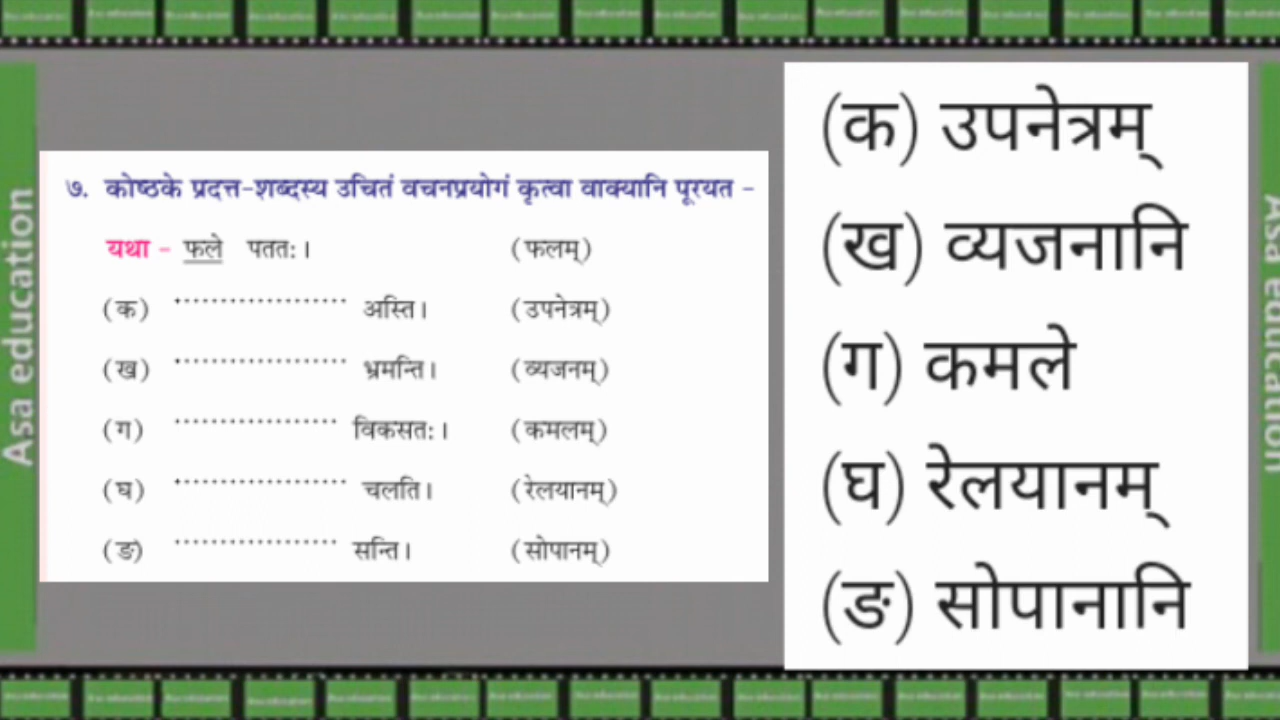 Asa education
७. कोष्ठके प्रदत्त-शब्दस्य उचितं वचनप्रयोगं कृत्वा वाक्यानि पूरयत -
यथा - फले पततः। (फलम्)
(क) ................... अस्ति। (उपनेत्रम्)
(ख) ................... भ्रमन्ति। (व्यजनम्)
(ग) .................. विकसतः। (कमलम्)
(घ) ................... चलति। (रेलयानम्)
(ङ) .................. सन्ति। (सोपानम्)
(क) उपनेत्रम्
(ख) व्यजनानि
(ग) कमले
(घ) रेलयानम्
(ङ) सोपानानि
Asa education